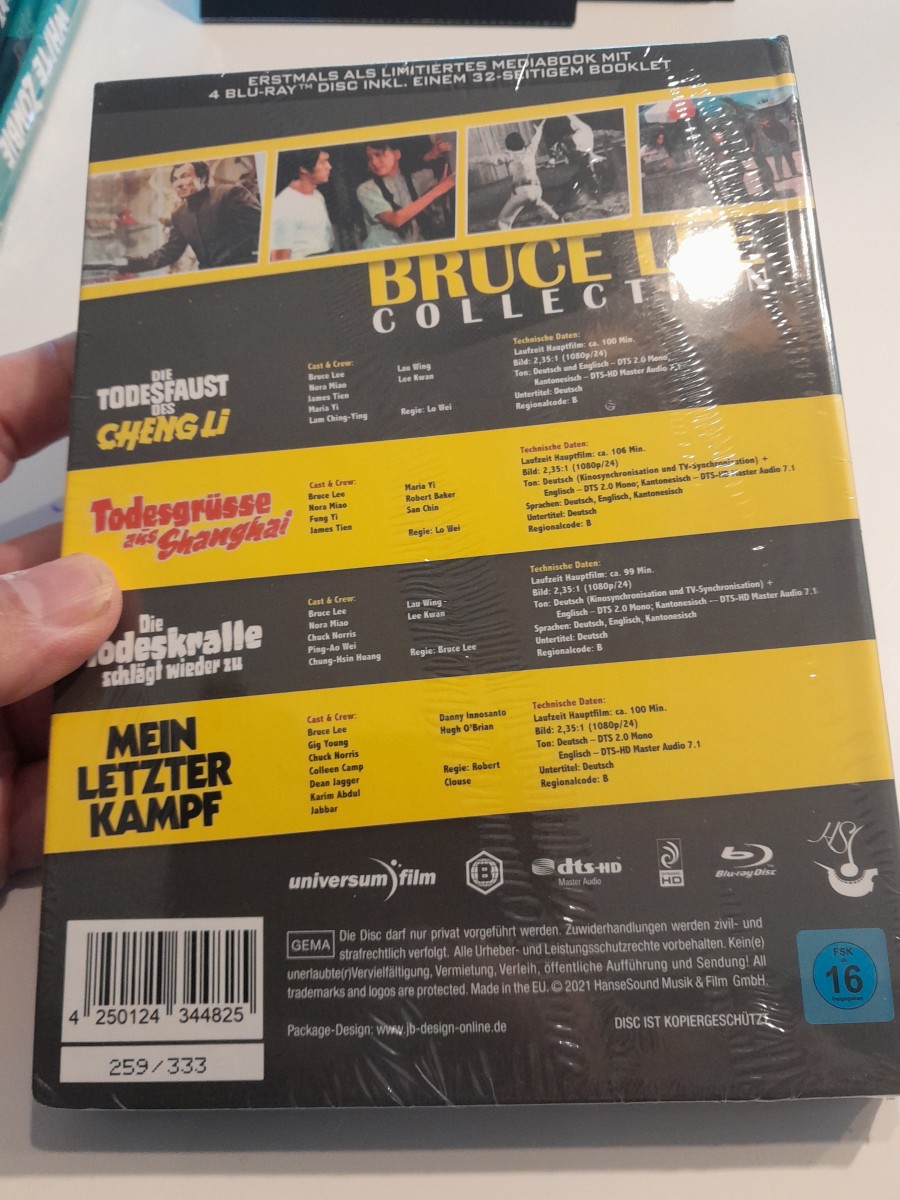 WHITE ZOMBIE
ERSTMALS ALS LIMITIERTES MEDIABOOK MIT
4 BLU-RAY™ DISC INKL. EINEM 32-SEITIGEM BOOKLET
BRUCE LEE
COLLECTION
DIE
TODESFAUST
DES
CHENG LI
Cast & Crew:
Bruce Lee
Nora Miao
James Tien
Maria Yi
Lam Ching-Ying
Lau Wing
Lee Kwan
Regie: Lo Wei
Technische Daten:
Laufzeit Hauptfilm: ca. 100 Min.
Bild: 2,35:1 (1080p/24)
Ton: Deutsch und Englisch – DTS 2.0 Mono,
Kantonesisch – DTS-HD Master Audio 7.1
Untertitel: Deutsch
Regionalcode: B
Todesgrüsse
aus Shanghai
Cast & Crew:
Bruce Lee
Nora Miao
Fung Yi
James Tien
Maria Yi
Robert Baker
San Chin
Regie: Lo Wei
Technische Daten:
Laufzeit Hauptfilm: ca. 106 Min.
Bild: 2,35:1 (1080p/24)
Ton: Deutsch (Kinosynchronisation und TV-Synchronisation) +
Englisch – DTS 2.0 Mono; Kantonesisch – DTS-HD Master Audio 7.1
Sprachen: Deutsch, Englisch, Kantonesisch
Untertitel: Deutsch
Regionalcode: B
Die
Todeskralle
schlägt wieder zu
Cast & Crew:
Bruce Lee
Nora Miao
Chuck Norris
Ping-Ao Wei
Chung-Hsin Huang
Lau Wing
Lee Kwan
Regie: Bruce Lee
Technische Daten:
Laufzeit Hauptfilm: ca. 99 Min.
Bild: 2,35:1 (1080p/24)
Ton: Deutsch (Kinosynchronisation und TV-Synchronisation) +
Englisch – DTS 2.0 Mono; Kantonesisch – DTS-HD Master Audio 7.1
Sprachen: Deutsch, Englisch, Kantonesisch
Untertitel: Deutsch
Regionalcode: B
MEIN
LETZTER
KAMPF
Cast & Crew:
Bruce Lee
Gig Young
Chuck Norris
Colleen Camp
Dean Jagger
Karim Abdul
Jabbar
Danny Innosanto
Hugh O'Brian
Regie: Robert
Clouse
Technische Daten:
Laufzeit Hauptfilm: ca. 100 Min.
Bild: 2,35:1 (1080p/24)
Ton: Deutsch – DTS 2.0 Mono
Englisch – DTS-HD Master Audio 7.1
Untertitel: Deutsch
Regionalcode: B
universum film
dts-HD
Master Audio
HD
Blu-ray Disc
HSM
GEMA
Die Disc darf nur privat vorgeführt werden. Zuwiderhandlungen werden zivil- und
strafrechtlich verfolgt. Alle Urheber- und Leistungsschutzrechte vorbehalten. Kein(e)
unerlaubte(r)Vervielfältigung, Vermietung, Verleih, öffentliche Aufführung und Sendung! All
trademarks and logos are protected. Made in the EU. © 2021 HanseSound Musik & Film GmbH.
FSK
ab
16
freigegeben
4 250124 344825
Package-Design: www.jb-design-online.de
DISC IST KOPIERGESCHÜTZT
259/333